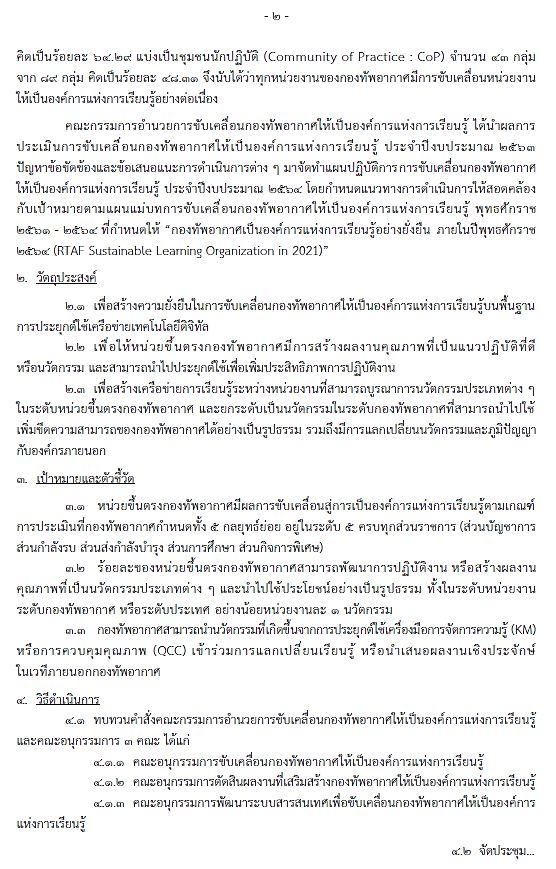 - ๒ -
คิดเป็นร้อยละ ๖๔.๒๙ แบ่งเป็นชุมชนนักปฏิบัติ (Community of Practice : CoP) จำนวน ๔๓ กลุ่ม
จาก ๘๙ กลุ่ม คิดเป็นร้อยละ ๔๘.๓๑ จึงนับได้ว่าทุกหน่วยงานของกองทัพอากาศมีการขับเคลื่อนหน่วยงาน
ให้เป็นองค์การแห่งการเรียนรู้อย่างต่อเนื่อง
คณะกรรมการอำนวยการขับเคลื่อนกองทัพอากาศให้เป็นองค์การแห่งการเรียนรู้ ได้นำผลการ
ประเมินการขับเคลื่อนกองทัพอากาศให้เป็นองค์การแห่งการเรียนรู้ ประจำปีงบประมาณ ๒๕๖๓
ปัญหาข้อขัดข้องและข้อเสนอแนะการดำเนินการต่าง ๆ มาจัดทำแผนปฏิบัติการการขับเคลื่อนกองทัพอากาศ
ให้เป็นองค์การแห่งการเรียนรู้ ประจำปีงบประมาณ ๒๕๖๔ โดยกำหนดแนวทางการดำเนินการให้สอดคล้อง
กับเป้าหมายตามแผนแม่บทการขับเคลื่อนกองทัพอากาศให้เป็นองค์การแห่งการเรียนรู้ พุทธศักราช
๒๕๖๑ - ๒๕๖๔ ที่กำหนดให้ “กองทัพอากาศเป็นองค์การแห่งการเรียนรู้อย่างยั่งยืน ภายในปีพุทธศักราช
๒๕๖๔ (RTAF Sustainable Learning Organization in 2021)”
๒. วัตถุประสงค์
๒.๑ เพื่อสร้างความยั่งยืนในการขับเคลื่อนกองทัพอากาศให้เป็นองค์การแห่งการเรียนรู้บนพื้นฐาน
การประยุกต์ใช้เครือข่ายเทคโนโลยีดิจิทัล
๒.๒ เพื่อให้หน่วยขึ้นตรงกองทัพอากาศมีการสร้างผลงานคุณภาพที่เป็นแนวปฏิบัติที่ดี
หรือนวัตกรรม และสามารถนำไปประยุกต์ใช้เพื่อเพิ่มประสิทธิภาพการปฏิบัติงาน
๒.๓ เพื่อสร้างเครือข่ายการเรียนรู้ระหว่างหน่วยงานที่สามารถบูรณาการนวัตกรรมประเภทต่าง ๆ
ในระดับหน่วยขึ้นตรงกองทัพอากาศ และยกระดับเป็นนวัตกรรมในระดับกองทัพอากาศที่สามารถนำไปใช้
เพิ่มขีดความสามารถของกองทัพอากาศได้อย่างเป็นรูปธรรม รวมถึงมีการแลกเปลี่ยนนวัตกรรมและภูมิปัญญา
กับองค์กรภายนอก
๓. เป้าหมายและตัวชี้วัด
๓.๑ หน่วยขึ้นตรงกองทัพอากาศมีผลการขับเคลื่อนสู่การเป็นองค์การแห่งการเรียนรู้ตามเกณฑ์
การประเมินที่กองทัพอากาศกำหนดทั้ง ๕ กลยุทธ์ย่อย อยู่ในระดับ ๕ ครบทุกส่วนราชการ (ส่วนบัญชาการ
ส่วนกำลังรบ ส่วนส่งกำลังบำรุง ส่วนการศึกษา ส่วนกิจการพิเศษ)
๓.๒ ร้อยละของหน่วยขึ้นตรงกองทัพอากาศสามารถพัฒนาการปฏิบัติงาน หรือสร้างผลงาน
คุณภาพที่เป็นนวัตกรรมประเภทต่าง ๆ และนำไปใช้ประโยชน์อย่างเป็นรูปธรรม ทั้งในระดับหน่วยงาน
ระดับกองทัพอากาศ หรือระดับประเทศ อย่างน้อยหน่วยงานละ ๑ นวัตกรรม
๓.๓ กองทัพอากาศสามารถนำนวัตกรรมที่เกิดขึ้นจากการประยุกต์ใช้เครื่องมือการจัดการความรู้ (KM)
หรือการควบคุมคุณภาพ (QCC) เข้าร่วมการแลกเปลี่ยนเรียนรู้ หรือนำเสนอผลงานเชิงประจักษ์
ในเวทีภายนอกกองทัพอากาศ
๔. วิธีดำเนินการ
๔.๑ ทบทวนคำสั่งคณะกรรมการอำนวยการขับเคลื่อนกองทัพอากาศให้เป็นองค์การแห่งการเรียนรู้
และคณะอนุกรรมการ ๓ คณะ ได้แก่
๔.๑.๑ คณะอนุกรรมการขับเคลื่อนกองทัพอากาศให้เป็นองค์การแห่งการเรียนรู้
๔.๑.๒ คณะอนุกรรมการตัดสินผลงานที่เสริมสร้างกองทัพอากาศให้เป็นองค์การแห่งการเรียนรู้
๔.๑.๓ คณะอนุกรรมการพัฒนาระบบสารสนเทศเพื่อขับเคลื่อนกองทัพอากาศให้เป็นองค์การ
แห่งการเรียนรู้
๔.๒ จัดประชุม...